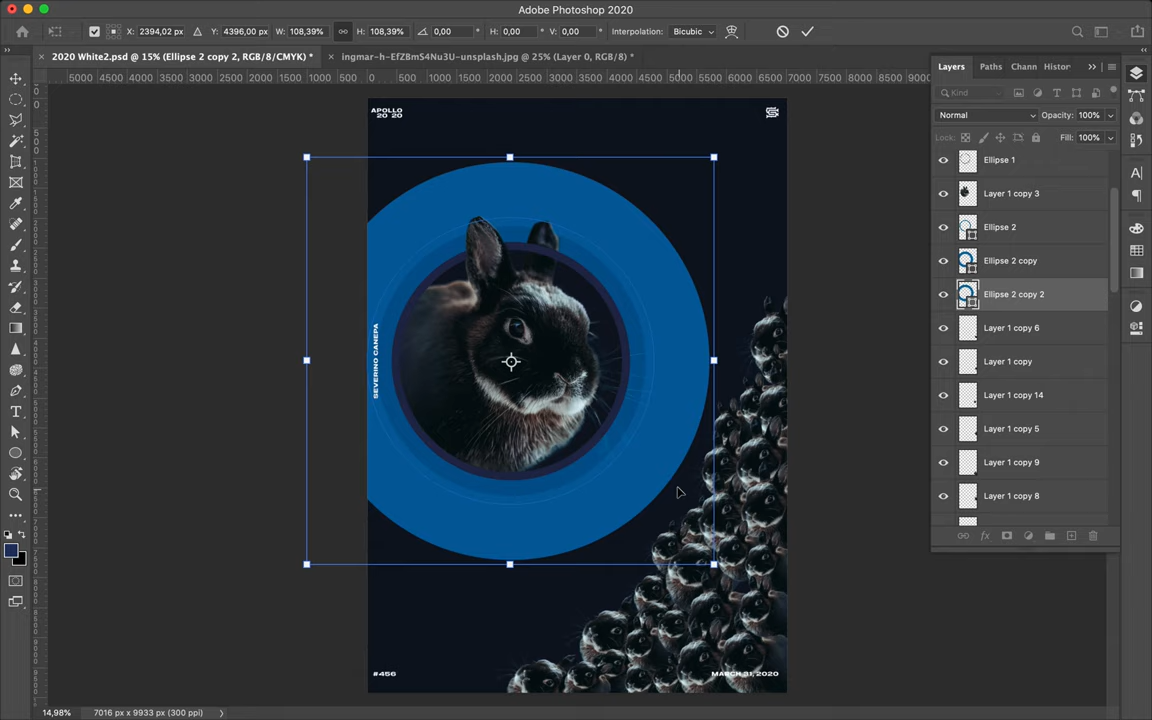 Adobe Photoshop 2020
X: 2394,02 px Y: 4396,00 px W: 108,39% H: 108,39% 0,00 H: 0,00 V: 0,00 Interpolation: Bicubic
2020 White2.psd @ 15% (Ellipse 2 copy 2, RGB/8/CMYK) *
ingmar-h-EfZBmS4Nu3U-unsplash.jpg @ 25% (Layer 0, RGB/8) *
5000 4500 4000 3500 3000 2500 2000 1500 1000 500 0 500 1000 1500 2000 2500 3000 3500 4000 4500 5000 5500 6000 6500 7000 7500 8000 8500 9000
Layers Paths Chann Histor
Kind
Normal Opacity: 100%
Lock: Fill: 100%
Ellipse 1
Layer 1 copy 3
Ellipse 2
Ellipse 2 copy
Ellipse 2 copy 2
Layer 1 copy 6
Layer 1 copy
Layer 1 copy 14
Layer 1 copy 5
Layer 1 copy 9
Layer 1 copy 8
APOLLO
20 20
SEVERINO CANEPA
#456
MARCH 31, 2020
14,98% 7016 px x 9933 px (300 ppi)